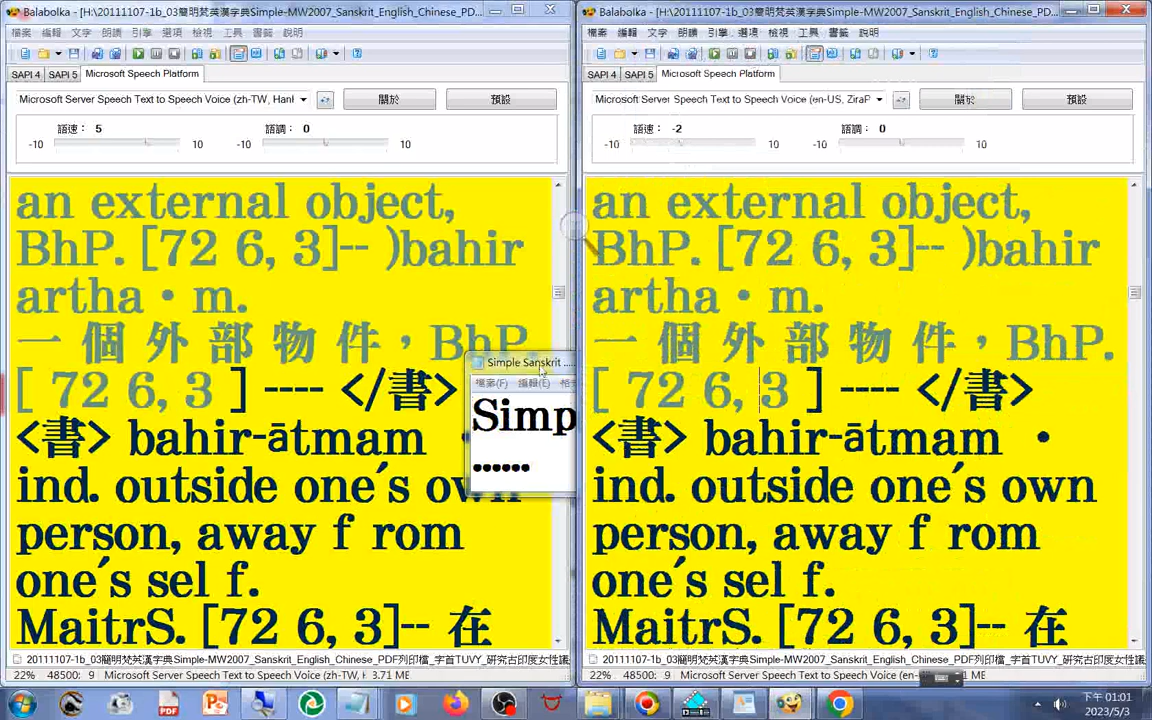 Balabolka - [H:\20111107-1b_03簡明梵英漢字典Simple-MW2007_Sanskrit_English_Chinese_PD...
檔案 編輯 文字 朗讀 引擎 選項 檢視 工具 書籤 說明
SAPI 4 SAPI 5 Microsoft Speech Platform
Microsoft Server Speech Text to Speech Voice (zh-TW, Hanl
關於
預設
語速： 5
語調： 0
-10 10 -10 10
an external object,
BhP. [72 6, 3]-- )bahir
artha • m.
一 個 外 部 物 件，BhP.
[ 72 6, 3 ] ---- </書>
<書> bahir-ātmam •
ind. outside one's own
person, away f rom
one's sel f.
MaitrS. [72 6, 3]-- 在
20111107-1b_03簡明梵英漢字典Simple-MW2007_Sanskrit_English_Chinese_PDF列印檔_字首TUVY_研究古印度女性議
22% 48500: 9 Microsoft Server Speech Text to Speech Voice (zh-TW, H 3.71 ME
Simple Sanskrit ....
檔案(F) 編輯(E) 格式
Simp
••••••
Balabolka - [H:\20111107-1b_03簡明梵英漢字典Simple-MW2007_Sanskrit_English_Chinese_PD...
檔案 編輯 文字 朗讀 引擎 選項 檢視 工具 書籤 說明
SAPI 4 SAPI 5 Microsoft Speech Platform
Microsoft Server Speech Text to Speech Voice (en-US, ZiraP
關於
預設
語速： -2
語調： 0
-10 10 -10 10
an external object,
BhP. [72 6, 3]-- )bahir
artha • m.
一 個 外 部 物 件，BhP.
[ 72 6, 3 ] ---- </書>
<書> bahir-ātmam •
ind. outside one's own
person, away f rom
one's sel f.
MaitrS. [72 6, 3]-- 在
20111107-1b_03簡明梵英漢字典Simple-MW2007_Sanskrit_English_Chinese_PDF列印檔_字首TUVY_研究古印度女性議
22% 48500: 9 Microsoft Server Speech Text to Speech Voice (en- 1 ME
下午 01:01
2023/5/3